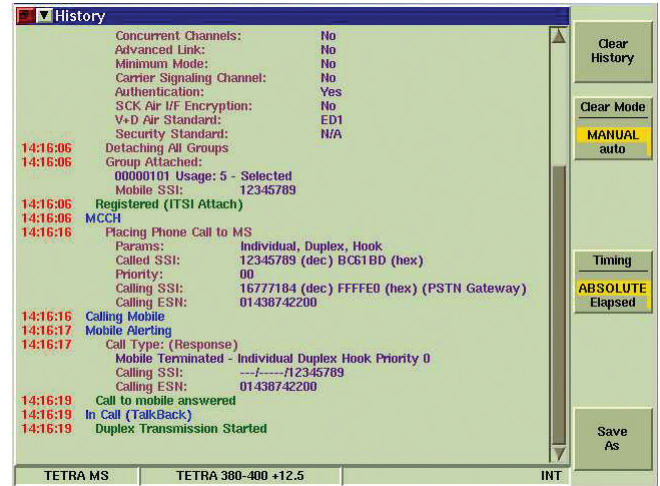 History
Concurrent Channels: No
Advanced Link: No
Minimum Mode: No
Carrier Signaling Channel: No
Authentication: Yes
SCK Air I/F Encryption: No
V+D Air Standard: ED1
Security Standard: N/A
14:16:06 Detaching All Groups
14:16:06 Group Attached:
00000101 Usage: 5 - Selected
Mobile SSI: 12345789
14:16:06 Registered (ITSI Attach)
14:16:06 MCCH
14:16:16 Placing Phone Call to MS
Params: Individual, Duplex, Hook
Called SSI: 12345789 (dec) BC61BD (hex)
Priority: 00
Calling SSI: 16777184 (dec) FFFFE0 (hex) (PSTN Gateway)
Calling ESN: 01438742200
14:16:16 Calling Mobile
14:16:17 Mobile Alerting
14:16:17 Call Type: (Response)
Mobile Terminated - Individual Duplex Hook Priority 0
Calling SSI: ---/-----/12345789
Calling ESN: 01438742200
14:16:19 Call to mobile answered
14:16:19 In Call (TalkBack)
14:16:19 Duplex Transmission Started
TETRA MS TETRA 380-400 +12.5 INT
Clear
History
Clear Mode
MANUAL
auto
Timing
ABSOLUTE
Elapsed
Save
As